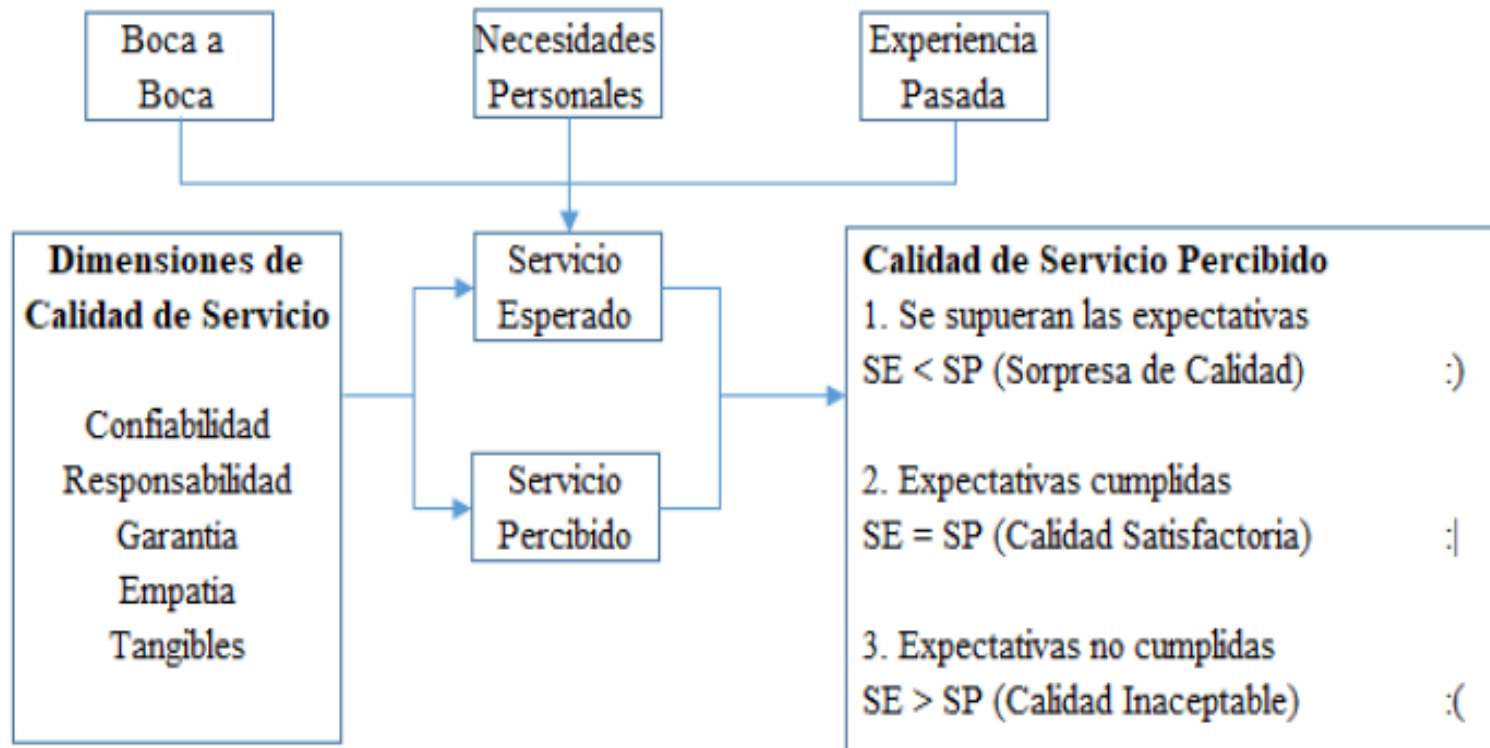 Boca a
Boca
Necesidades
Personales
Experiencia
Pasada
Dimensiones de
Calidad de Servicio
Confiabilidad
Responsabilidad
Garantia
Empatia
Tangibles
Servicio
Esperado
Servicio
Percibido
Calidad de Servicio Percibido
1. Se supueran las expectativas
SE < SP (Sorpresa de Calidad) :)
2. Expectativas cumplidas
SE = SP (Calidad Satisfactoria) :|
3. Expectativas no cumplidas
SE > SP (Calidad Inaceptable) :(